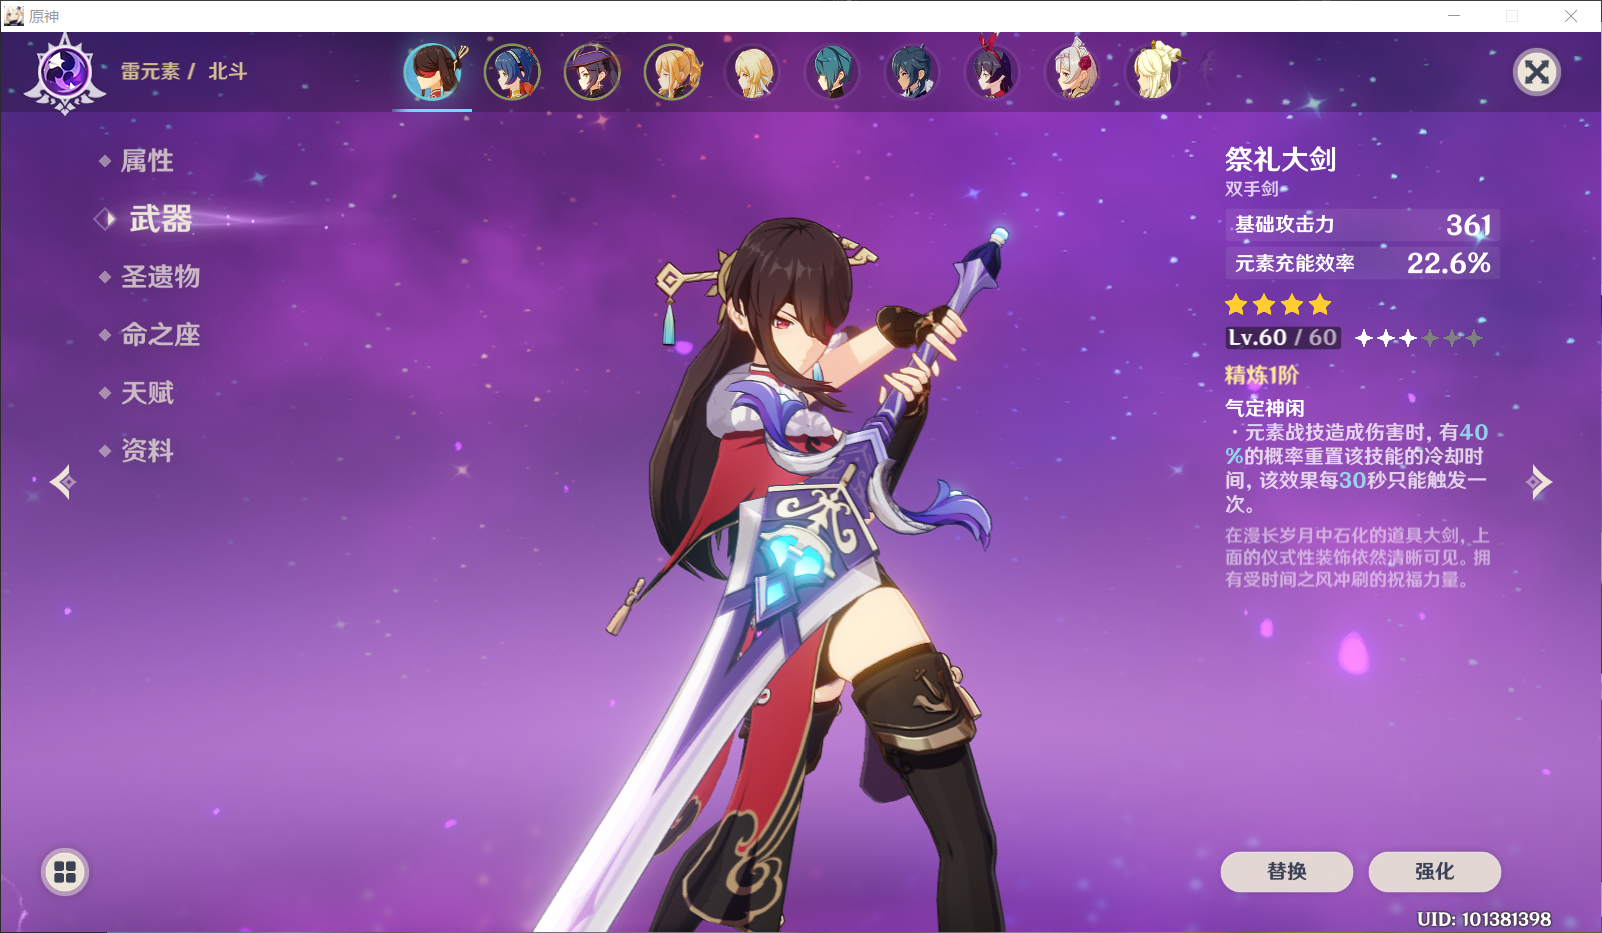 原神
雷元素 / 北斗
属性
武器
圣遗物
命之座
天赋
资料
祭礼大剑
双手剑
基础攻击力 361
元素充能效率 22.6%
Lv.60 / 60
精炼1阶
气定神闲
·元素战技造成伤害时, 有40
%的概率重置该技能的冷却时
间, 该效果每30秒只能触发一
次。
在漫长岁月中石化的道具大剑, 上
面的仪式性装饰依然清晰可见。拥
有受时间之风冲刷的祝福力量。
替换
强化
UID: 101381398